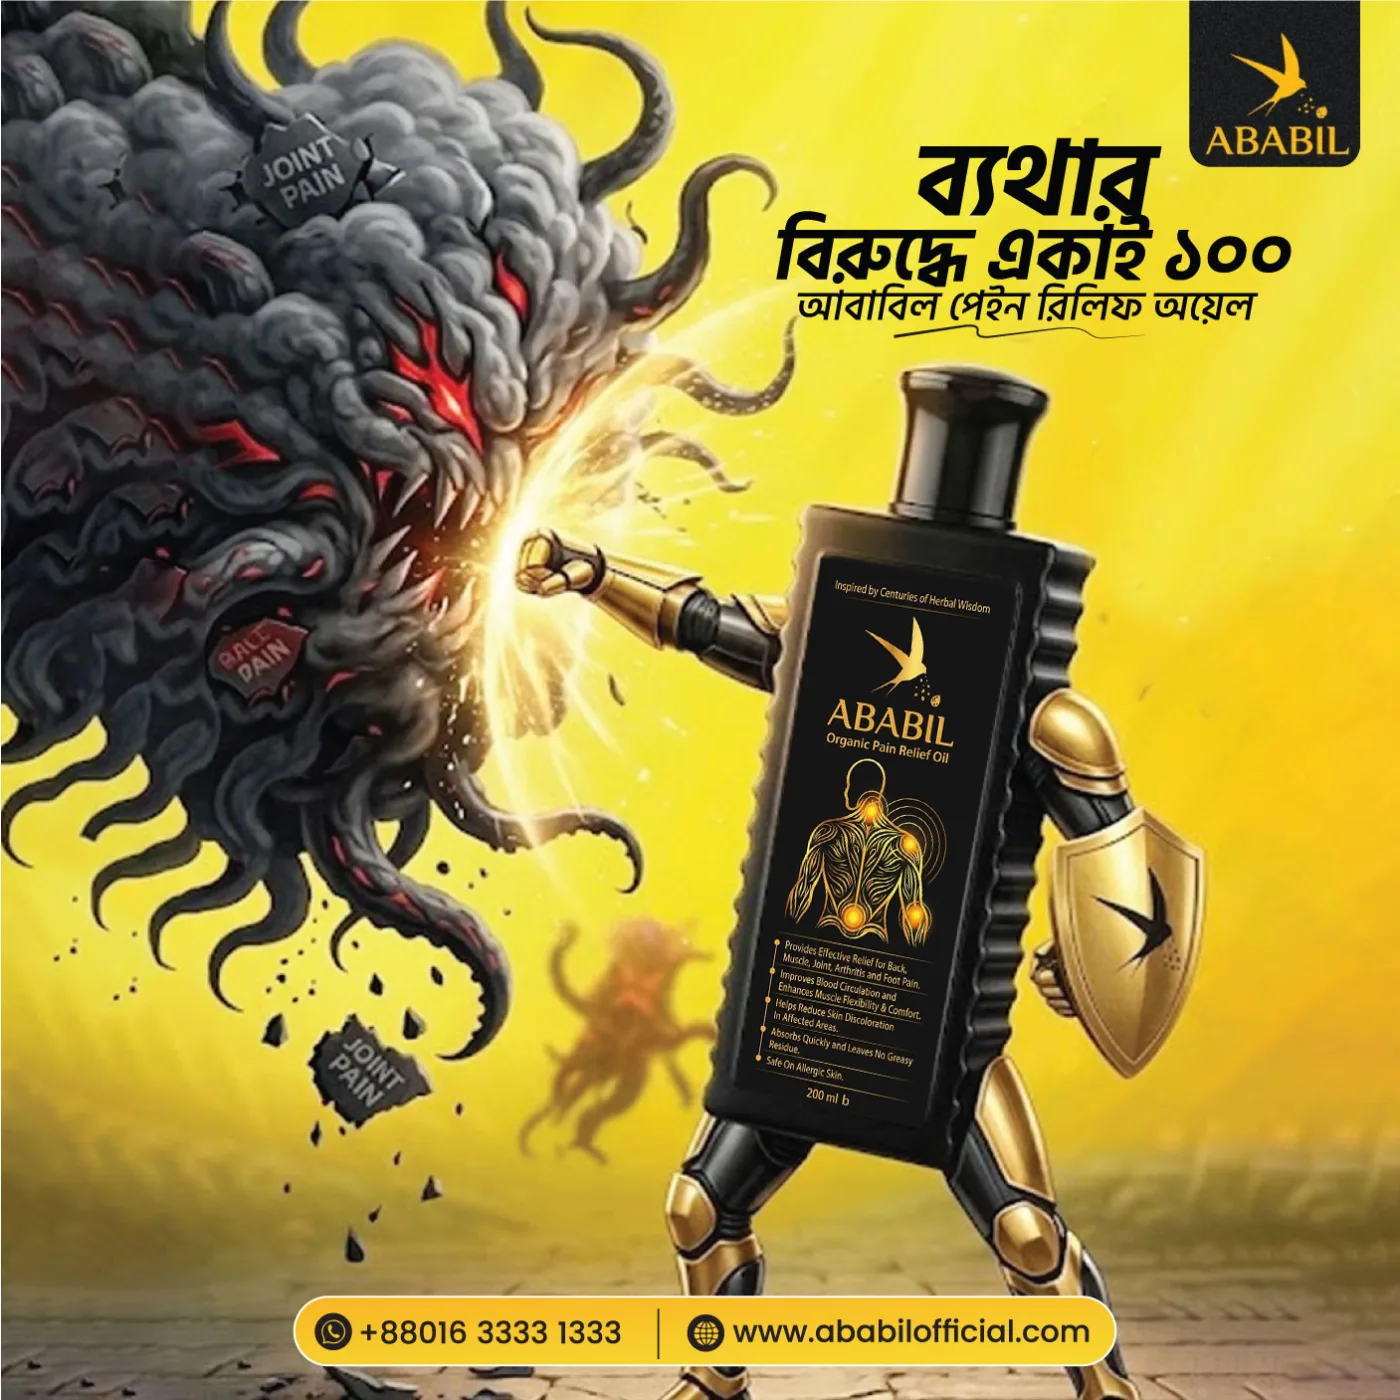 ABABIL
ব্যথার
বিরুদ্ধে একাই ১০০
আবাবিল পেইন রিলিফ অয়েল
JOINT
PAIN
BALL
PAIN
JOINT
PAIN
Inspired by Centuries of Herbal Wisdom
ABABIL
Organic Pain Relief Oil
Provides Effective Relief for Back,
Muscle, Joint, Arthritis and Foot Pain.
Improves Blood Circulation and
Enhances Muscle Flexibility & Comfort.
Helps Reduce Skin Discoloration
In Affected Areas.
Absorbs Quickly and Leaves No Greasy
Residue.
Safe On Allergic Skin.
200 ml b
+88016 3333 1333
www.ababilofficial.com